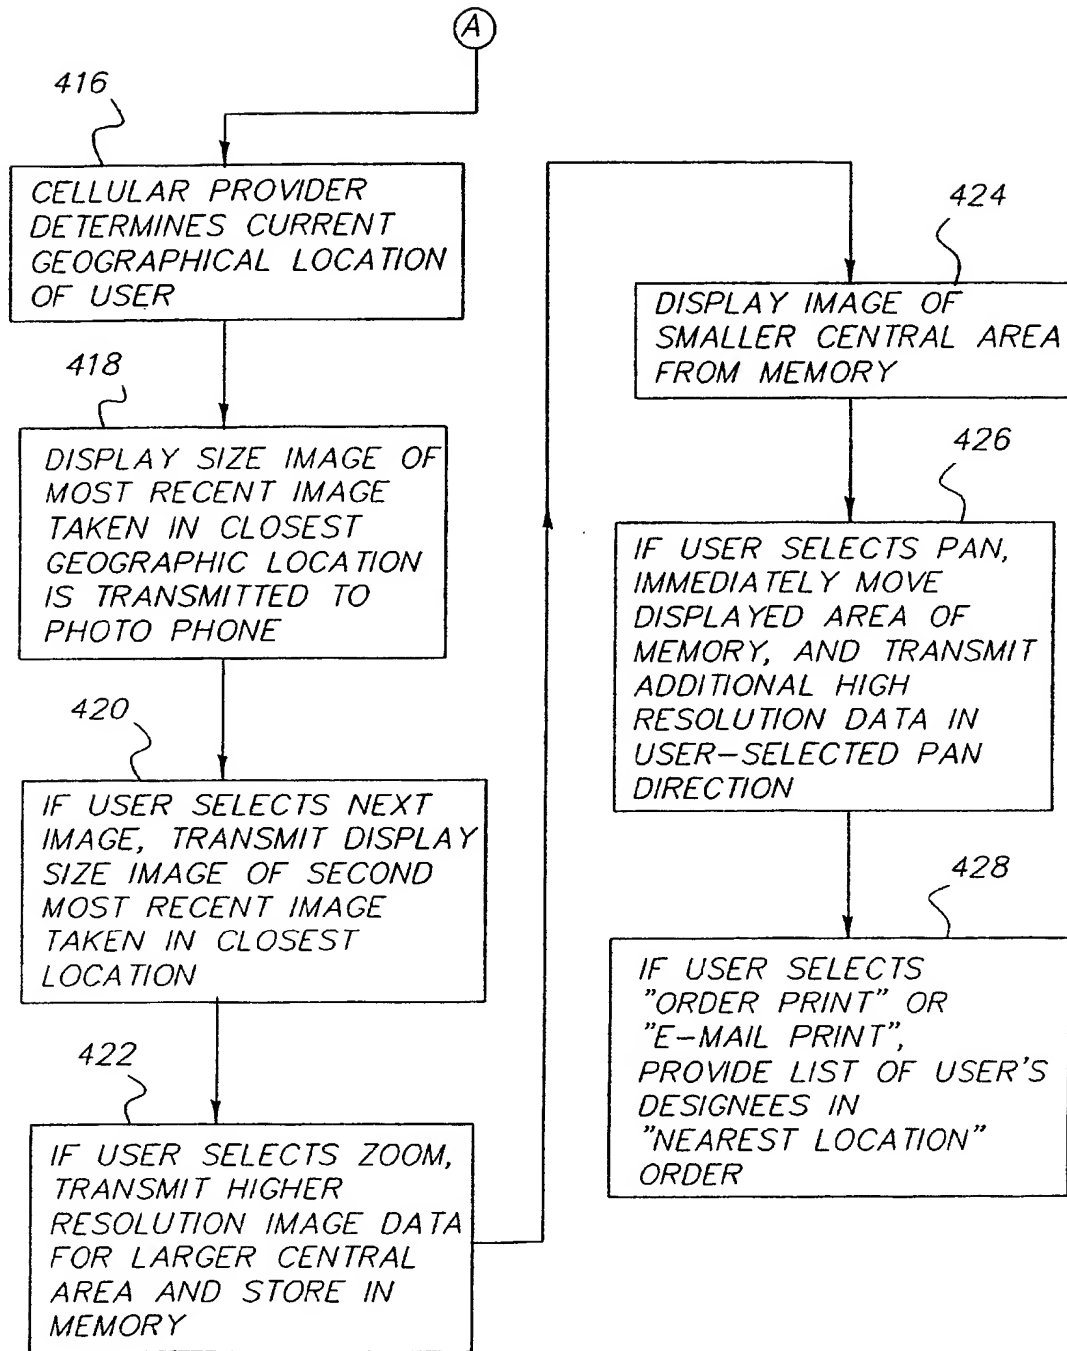 A
416
CELLULAR PROVIDER
DETERMINES CURRENT
GEOGRAPHICAL LOCATION
OF USER
418
DISPLAY SIZE IMAGE OF
MOST RECENT IMAGE
TAKEN IN CLOSEST
GEOGRAPHIC LOCATION
IS TRANSMITTED TO
PHOTO PHONE
420
IF USER SELECTS NEXT
IMAGE, TRANSMIT DISPLAY
SIZE IMAGE OF SECOND
MOST RECENT IMAGE
TAKEN IN CLOSEST
LOCATION
422
IF USER SELECTS ZOOM,
TRANSMIT HIGHER
RESOLUTION IMAGE DATA
FOR LARGER CENTRAL
AREA AND STORE IN
MEMORY
424
DISPLAY IMAGE OF
SMALLER CENTRAL AREA
FROM MEMORY
426
IF USER SELECTS PAN,
IMMEDIATELY MOVE
DISPLAYED AREA OF
MEMORY, AND TRANSMIT
ADDITIONAL HIGH
RESOLUTION DATA IN
USER-SELECTED PAN
DIRECTION
428
IF USER SELECTS
"ORDER PRINT" OR
"E-MAIL PRINT",
PROVIDE LIST OF USER'S
DESIGNEES IN
"NEAREST LOCATION"
ORDER